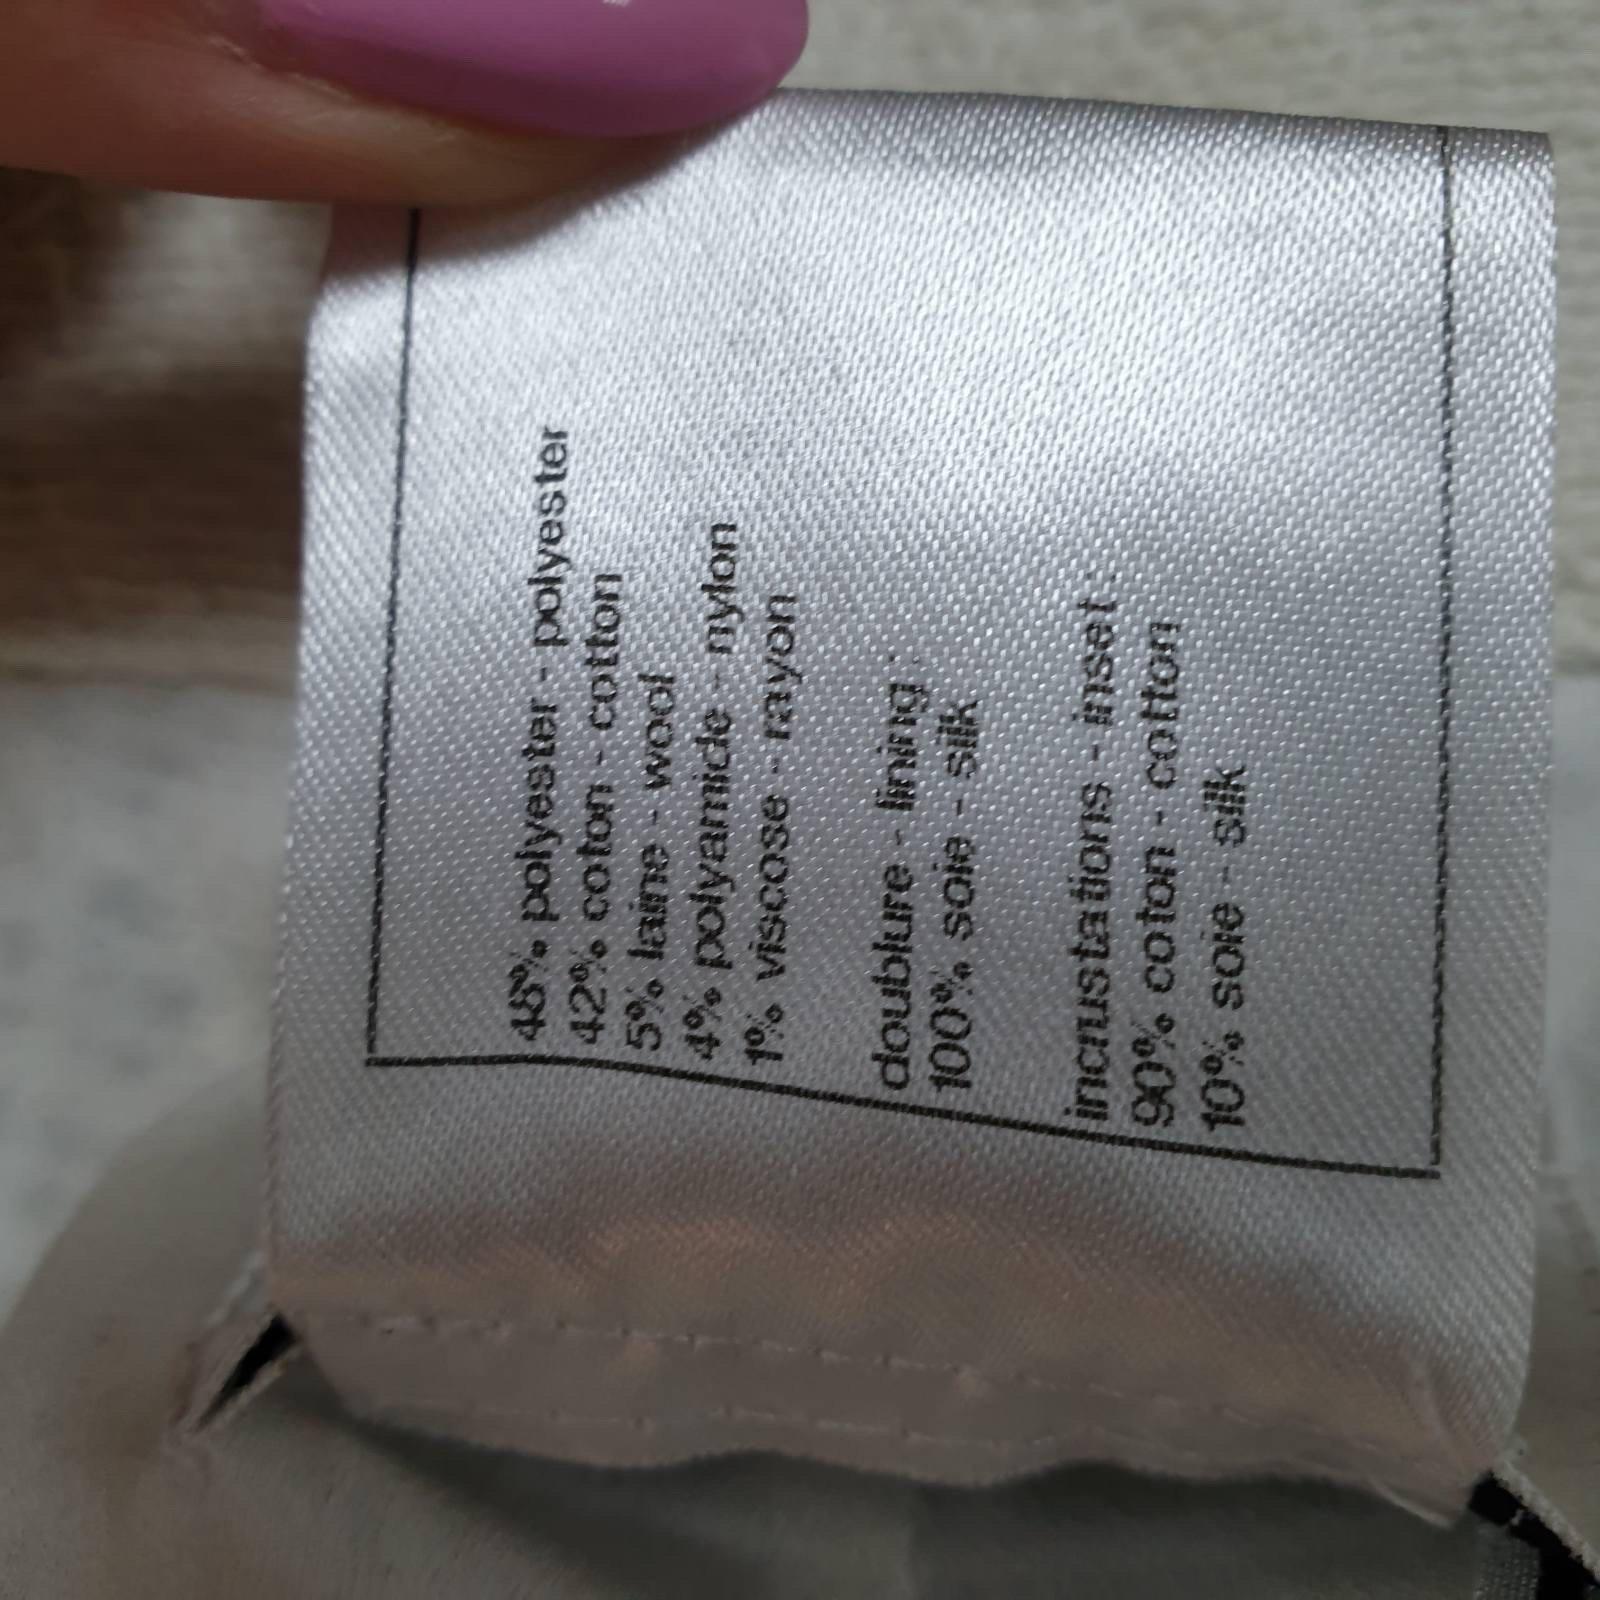 48% polyester - polyester
42% coton - cotton
5% laine - wool
4% polyamide - nylon
1% viscose - rayon
doublure - lining:
100% soie - silk
incrustations - inset:
90% coton - cotton
10% soie - silk